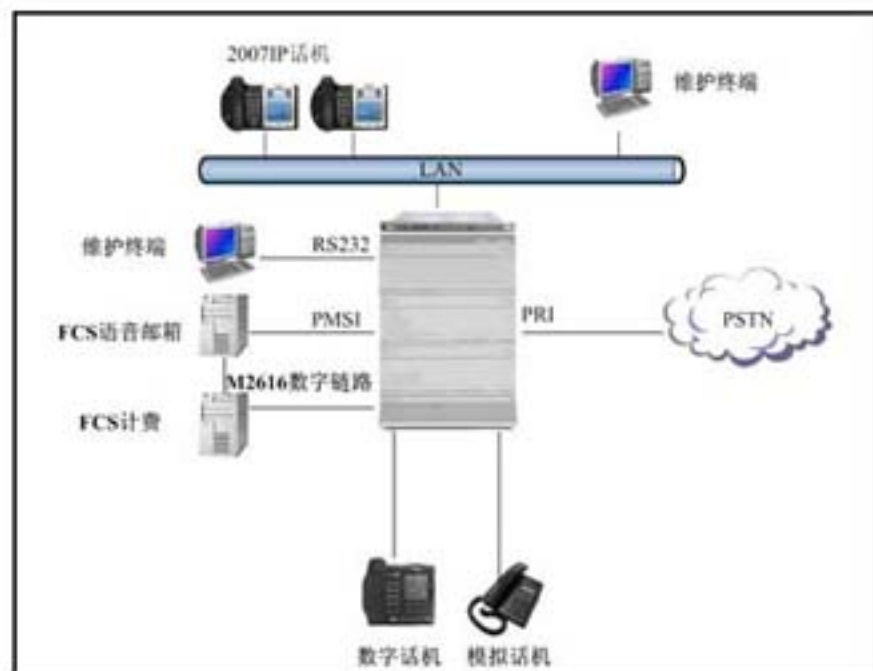 2007IP话机
维护终端
LAN
维护终端
RS232
FCS语音邮箱
PMSI
PRI
PSTN
M2616数字链路
FCS计费
数字话机
模拟话机